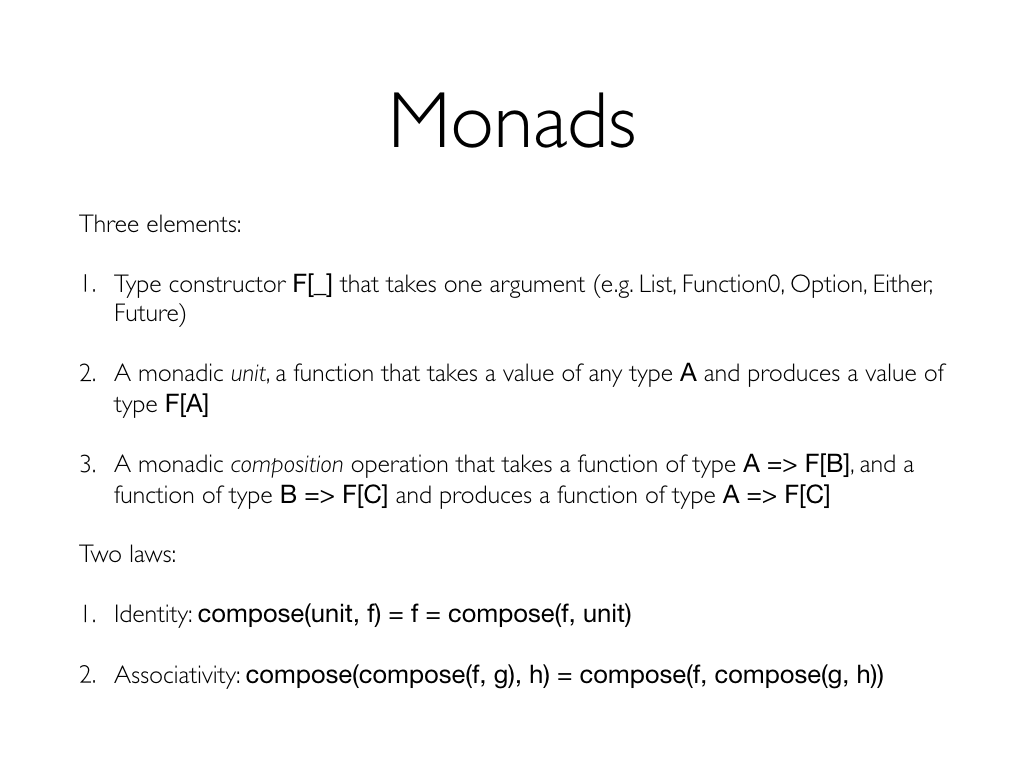 Monads
Three elements:
1. Type constructor F[_] that takes one argument (e.g. List, Function0, Option, Either,
Future)
2. A monadic unit, a function that takes a value of any type A and produces a value of
type F[A]
3. A monadic composition operation that takes a function of type A => F[B], and a
function of type B => F[C] and produces a function of type A => F[C]
Two laws:
1. Identity: compose(unit, f) = f = compose(f, unit)
2. Associativity: compose(compose(f, g), h) = compose(f, compose(g, h))